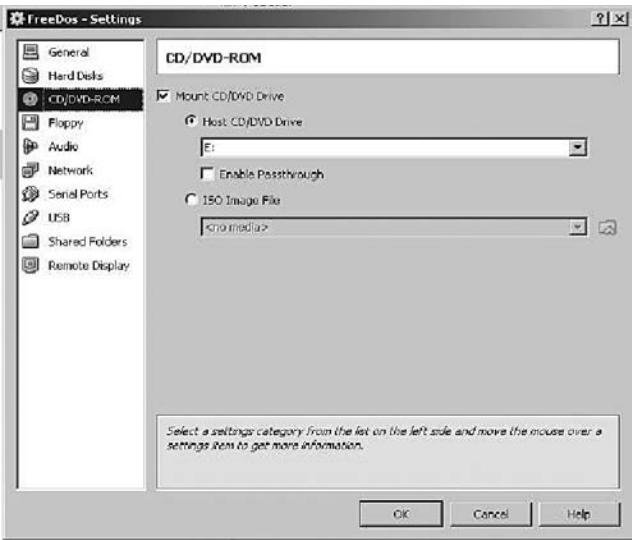 FreeDos - Settings
General
Hard Disks
CD/DVD-ROM
Floppy
Audio
Network
Serial Ports
USB
Shared Folders
Remote Display
CD/DVD-ROM
Mount CD/DVD Drive
Host CD/DVD Drive
E:
Enable Passthrough
ISO Image File
<no media>
Select a settings category from the list on the left side and move the mouse over a
settings item to get more information.
OK
Cancel
Help